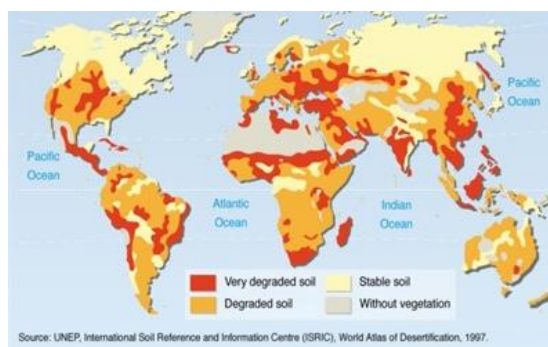 Pacific
Ocean
Pacific
Ocean
Atlantic
Ocean
Indian
Ocean
Very degraded soil
Stable soil
Degraded soil
Without vegetation
Source: UNEP, International Soil Reference and Information Centre (ISRIC), World Atlas of Desertification, 1997.